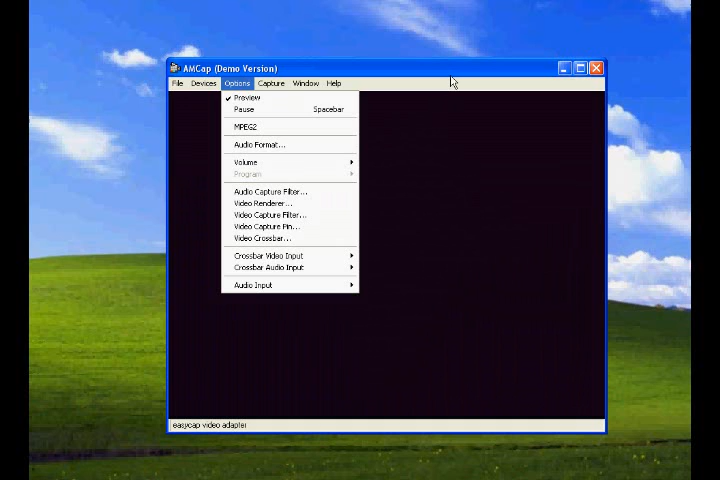 AMCap (Demo Version)
File Devices Options Capture Window Help
Preview
Pause Spacebar
MPEG2
Audio Format...
Volume
Program
Audio Capture Filter...
Video Renderer...
Video Capture Filter...
Video Capture Pin...
Video Crossbar...
Crossbar Video Input
Crossbar Audio Input
Audio Input
easycap video adapter